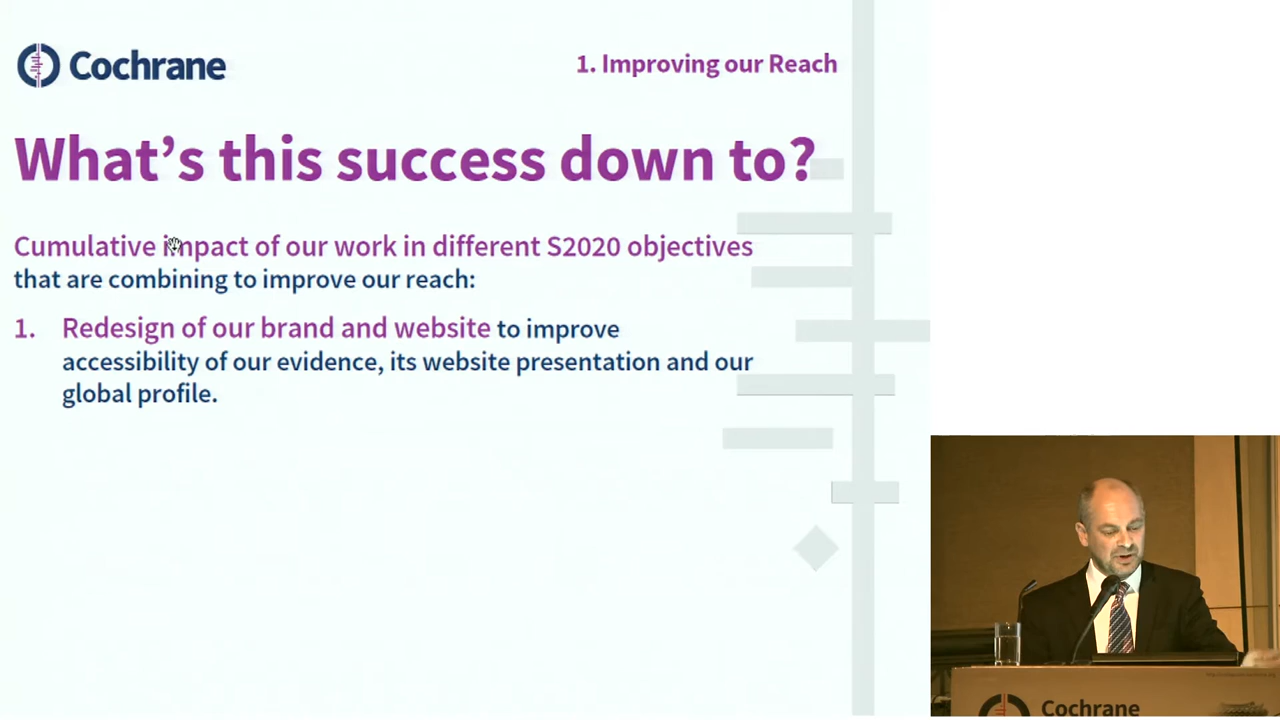 Cochrane
1. Improving our Reach
What's this success down to?
Cumulative impact of our work in different S2020 objectives
that are combining to improve our reach:
1. Redesign of our brand and website to improve
accessibility of our evidence, its website presentation and our
global profile.
Cochrane